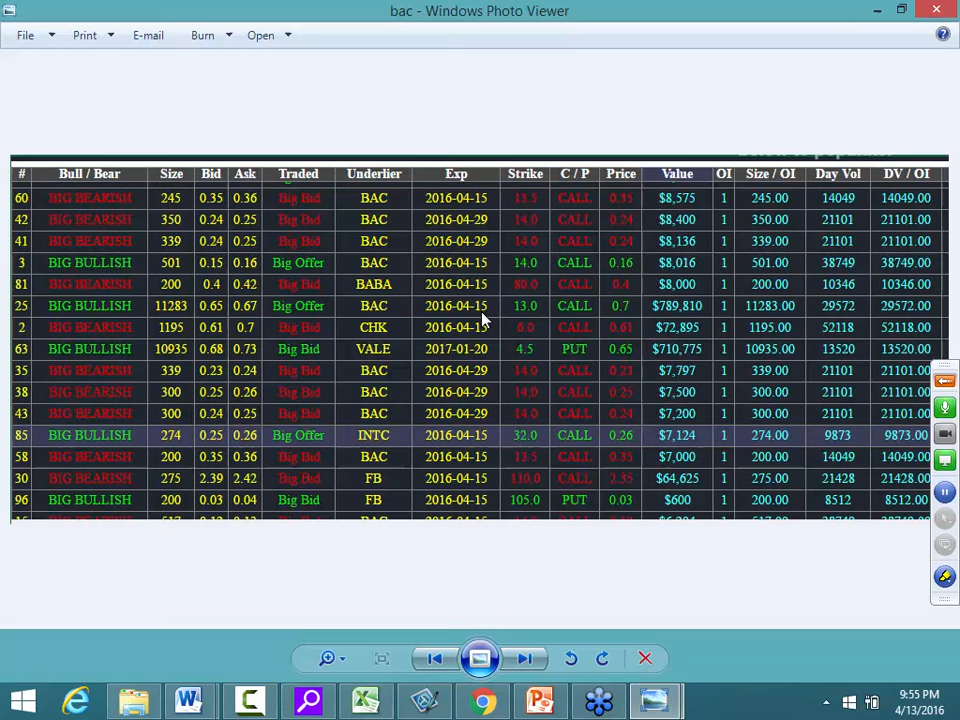 bac - Windows Photo Viewer
File Print E-mail Burn Open
# Bull / Bear Size Bid Ask Traded Underlier Exp Strike C / P Price Value OI Size / OI Day Vol DV / OI
60 BIG BEARISH 245 0.35 0.36 Big Bid BAC 2016-04-15 13.5 CALL 0.35 $8,575 1 245.00 14049 14049.00
42 BIG BEARISH 350 0.24 0.25 Big Bid BAC 2016-04-29 14.0 CALL 0.24 $8,400 1 350.00 21101 21101.00
41 BIG BEARISH 339 0.24 0.25 Big Bid BAC 2016-04-29 14.0 CALL 0.24 $8,136 1 339.00 21101 21101.00
3 BIG BULLISH 501 0.15 0.16 Big Offer BAC 2016-04-15 14.0 CALL 0.16 $8,016 1 501.00 38749 38749.00
81 BIG BEARISH 200 0.4 0.42 Big Bid BABA 2016-04-15 80.0 CALL 0.4 $8,000 1 200.00 10346 10346.00
25 BIG BULLISH 11283 0.65 0.67 Big Offer BAC 2016-04-15 13.0 CALL 0.7 $789,810 1 11283.00 29572 29572.00
2 BIG BEARISH 1195 0.61 0.7 Big Bid CHK 2016-04-15 6.0 CALL 0.61 $72,895 1 1195.00 52118 52118.00
63 BIG BULLISH 10935 0.68 0.73 Big Bid VALE 2017-01-20 4.5 PUT 0.65 $710,775 1 10935.00 13520 13520.00
35 BIG BEARISH 339 0.23 0.24 Big Bid BAC 2016-04-29 14.0 CALL 0.23 $7,797 1 339.00 21101 21101.00
38 BIG BEARISH 300 0.25 0.26 Big Bid BAC 2016-04-29 14.0 CALL 0.25 $7,500 1 300.00 21101 21101.00
43 BIG BEARISH 300 0.24 0.25 Big Bid BAC 2016-04-29 14.0 CALL 0.24 $7,200 1 300.00 21101 21101.00
85 BIG BULLISH 274 0.25 0.26 Big Offer INTC 2016-04-15 32.0 CALL 0.26 $7,124 1 274.00 9873 9873.00
58 BIG BEARISH 200 0.35 0.36 Big Bid BAC 2016-04-15 13.5 CALL 0.35 $7,000 1 200.00 14049 14049.00
30 BIG BEARISH 275 2.39 2.42 Big Bid FB 2016-04-15 110.0 CALL 2.35 $64,625 1 275.00 21428 21428.00
96 BIG BULLISH 200 0.03 0.04 Big Bid FB 2016-04-15 105.0 PUT 0.03 $600 1 200.00 8512 8512.00
9:55 PM
4/13/2016